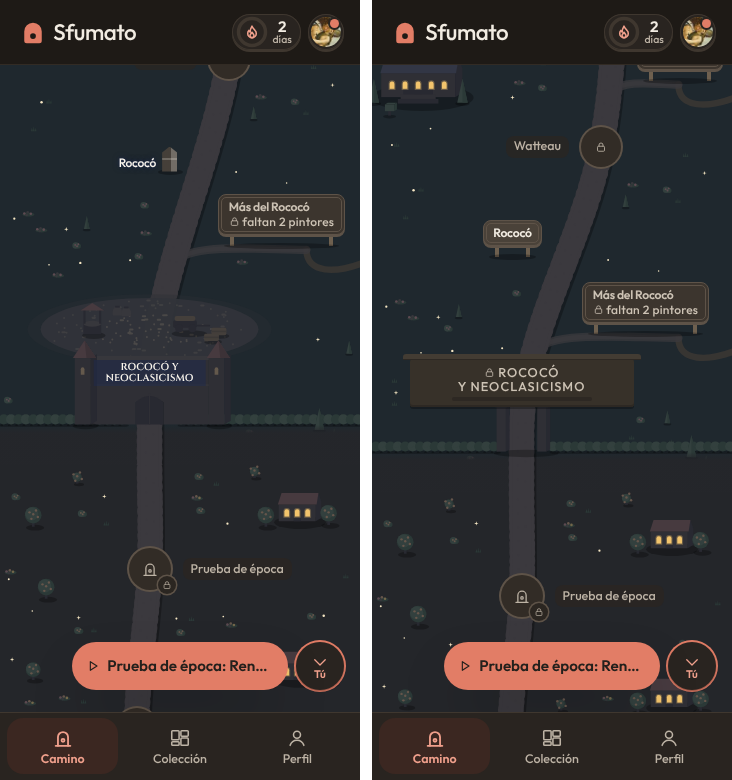 Sfumato
2
días
Rococó
Más del Rococó
faltan 2 pintores
ROCOCÓ Y
NEOCLASICISMO
Prueba de época
Prueba de época: Ren...
Tú
Camino
Colección
Perfil
Sfumato
2
días
Watteau
Rococó
Más del Rococó
faltan 2 pintores
ROCOCÓ
Y NEOCLASICISMO
Prueba de época
Prueba de época: Ren...
Tú
Camino
Colección
Perfil